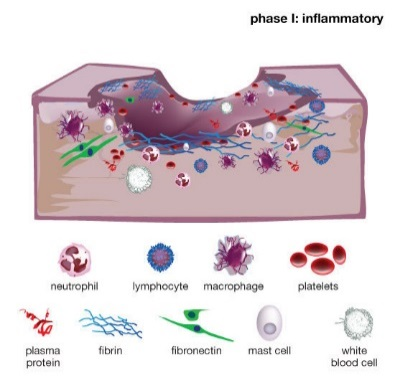 phase I: inflammatory
neutrophil
lymphocyte
macrophage
platelets
plasma
protein
fibrin
fibronectin
mast cell
white
blood cell